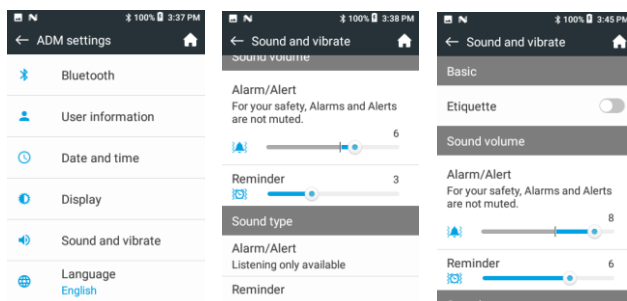 100% 3:37 PM
ADM settings
Bluetooth
User information
Date and time
Display
Sound and vibrate
Language
English
100% 3:38 PM
Sound and vibrate
Sound volume
Alarm/Alert
For your safety, Alarms and Alerts
are not muted.
6
Reminder 3
Sound type
Alarm/Alert
Listening only available
Reminder
100% 3:45 PM
Sound and vibrate
Basic
Etiquette
Sound volume
Alarm/Alert
For your safety, Alarms and Alerts
are not muted.
8
Reminder 6